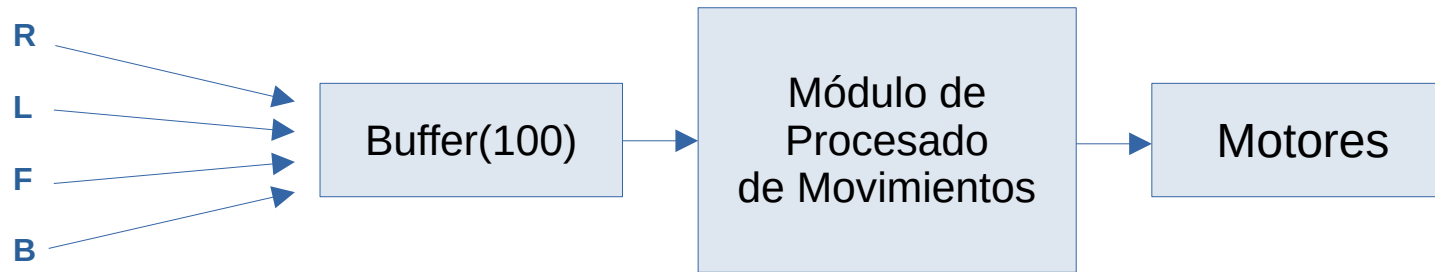 R
L
F
B
Buffer(100)
Módulo de
Procesado
de Movimientos
Motores